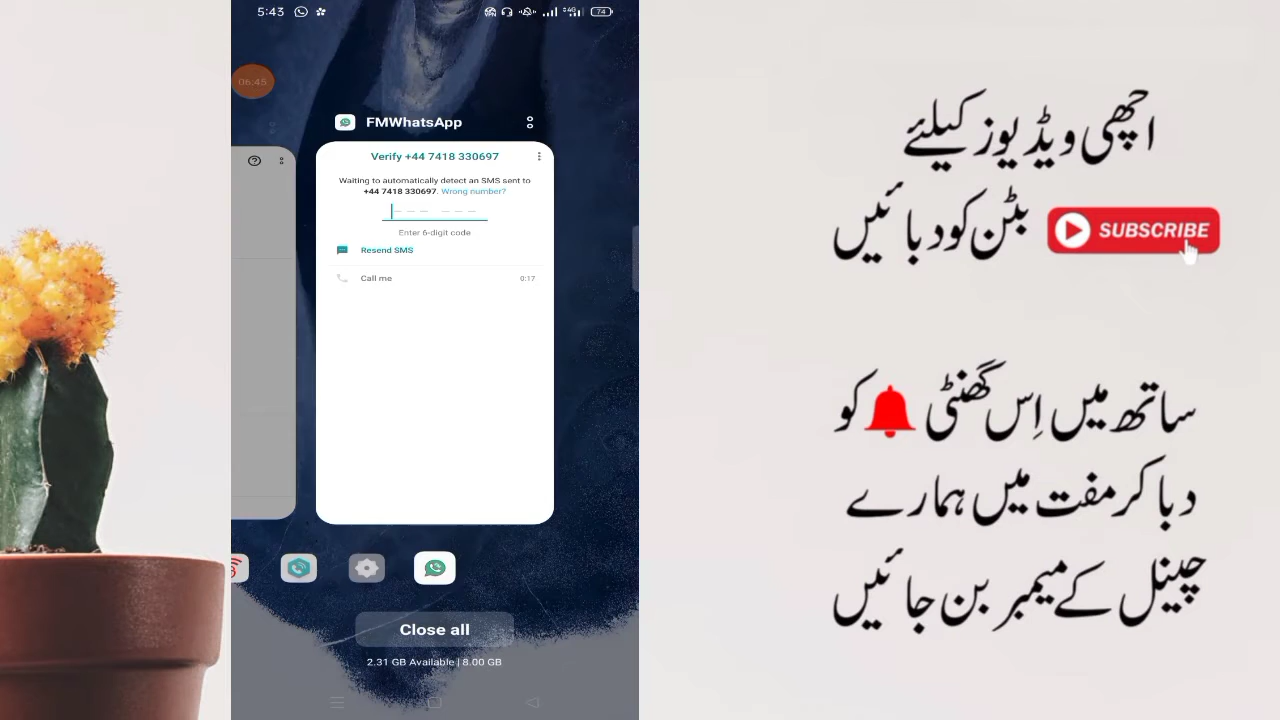 5:43
74
06:45
FMWhatsApp
Verify +44 7418 330697
Waiting to automatically detect an SMS sent to
+44 7418 330697. Wrong number?
Enter 6-digit code
Resend SMS
Call me 0:17
Close all
2.31 GB Available | 8.00 GB
اچھی ویڈیوز کیلئے
SUBSCRIBE بٹن کو دبائیں
ساتھ میں اِس گھنٹی کو
دبا کر مفت میں ہمارے
چینل کے میمبر بن جائیں